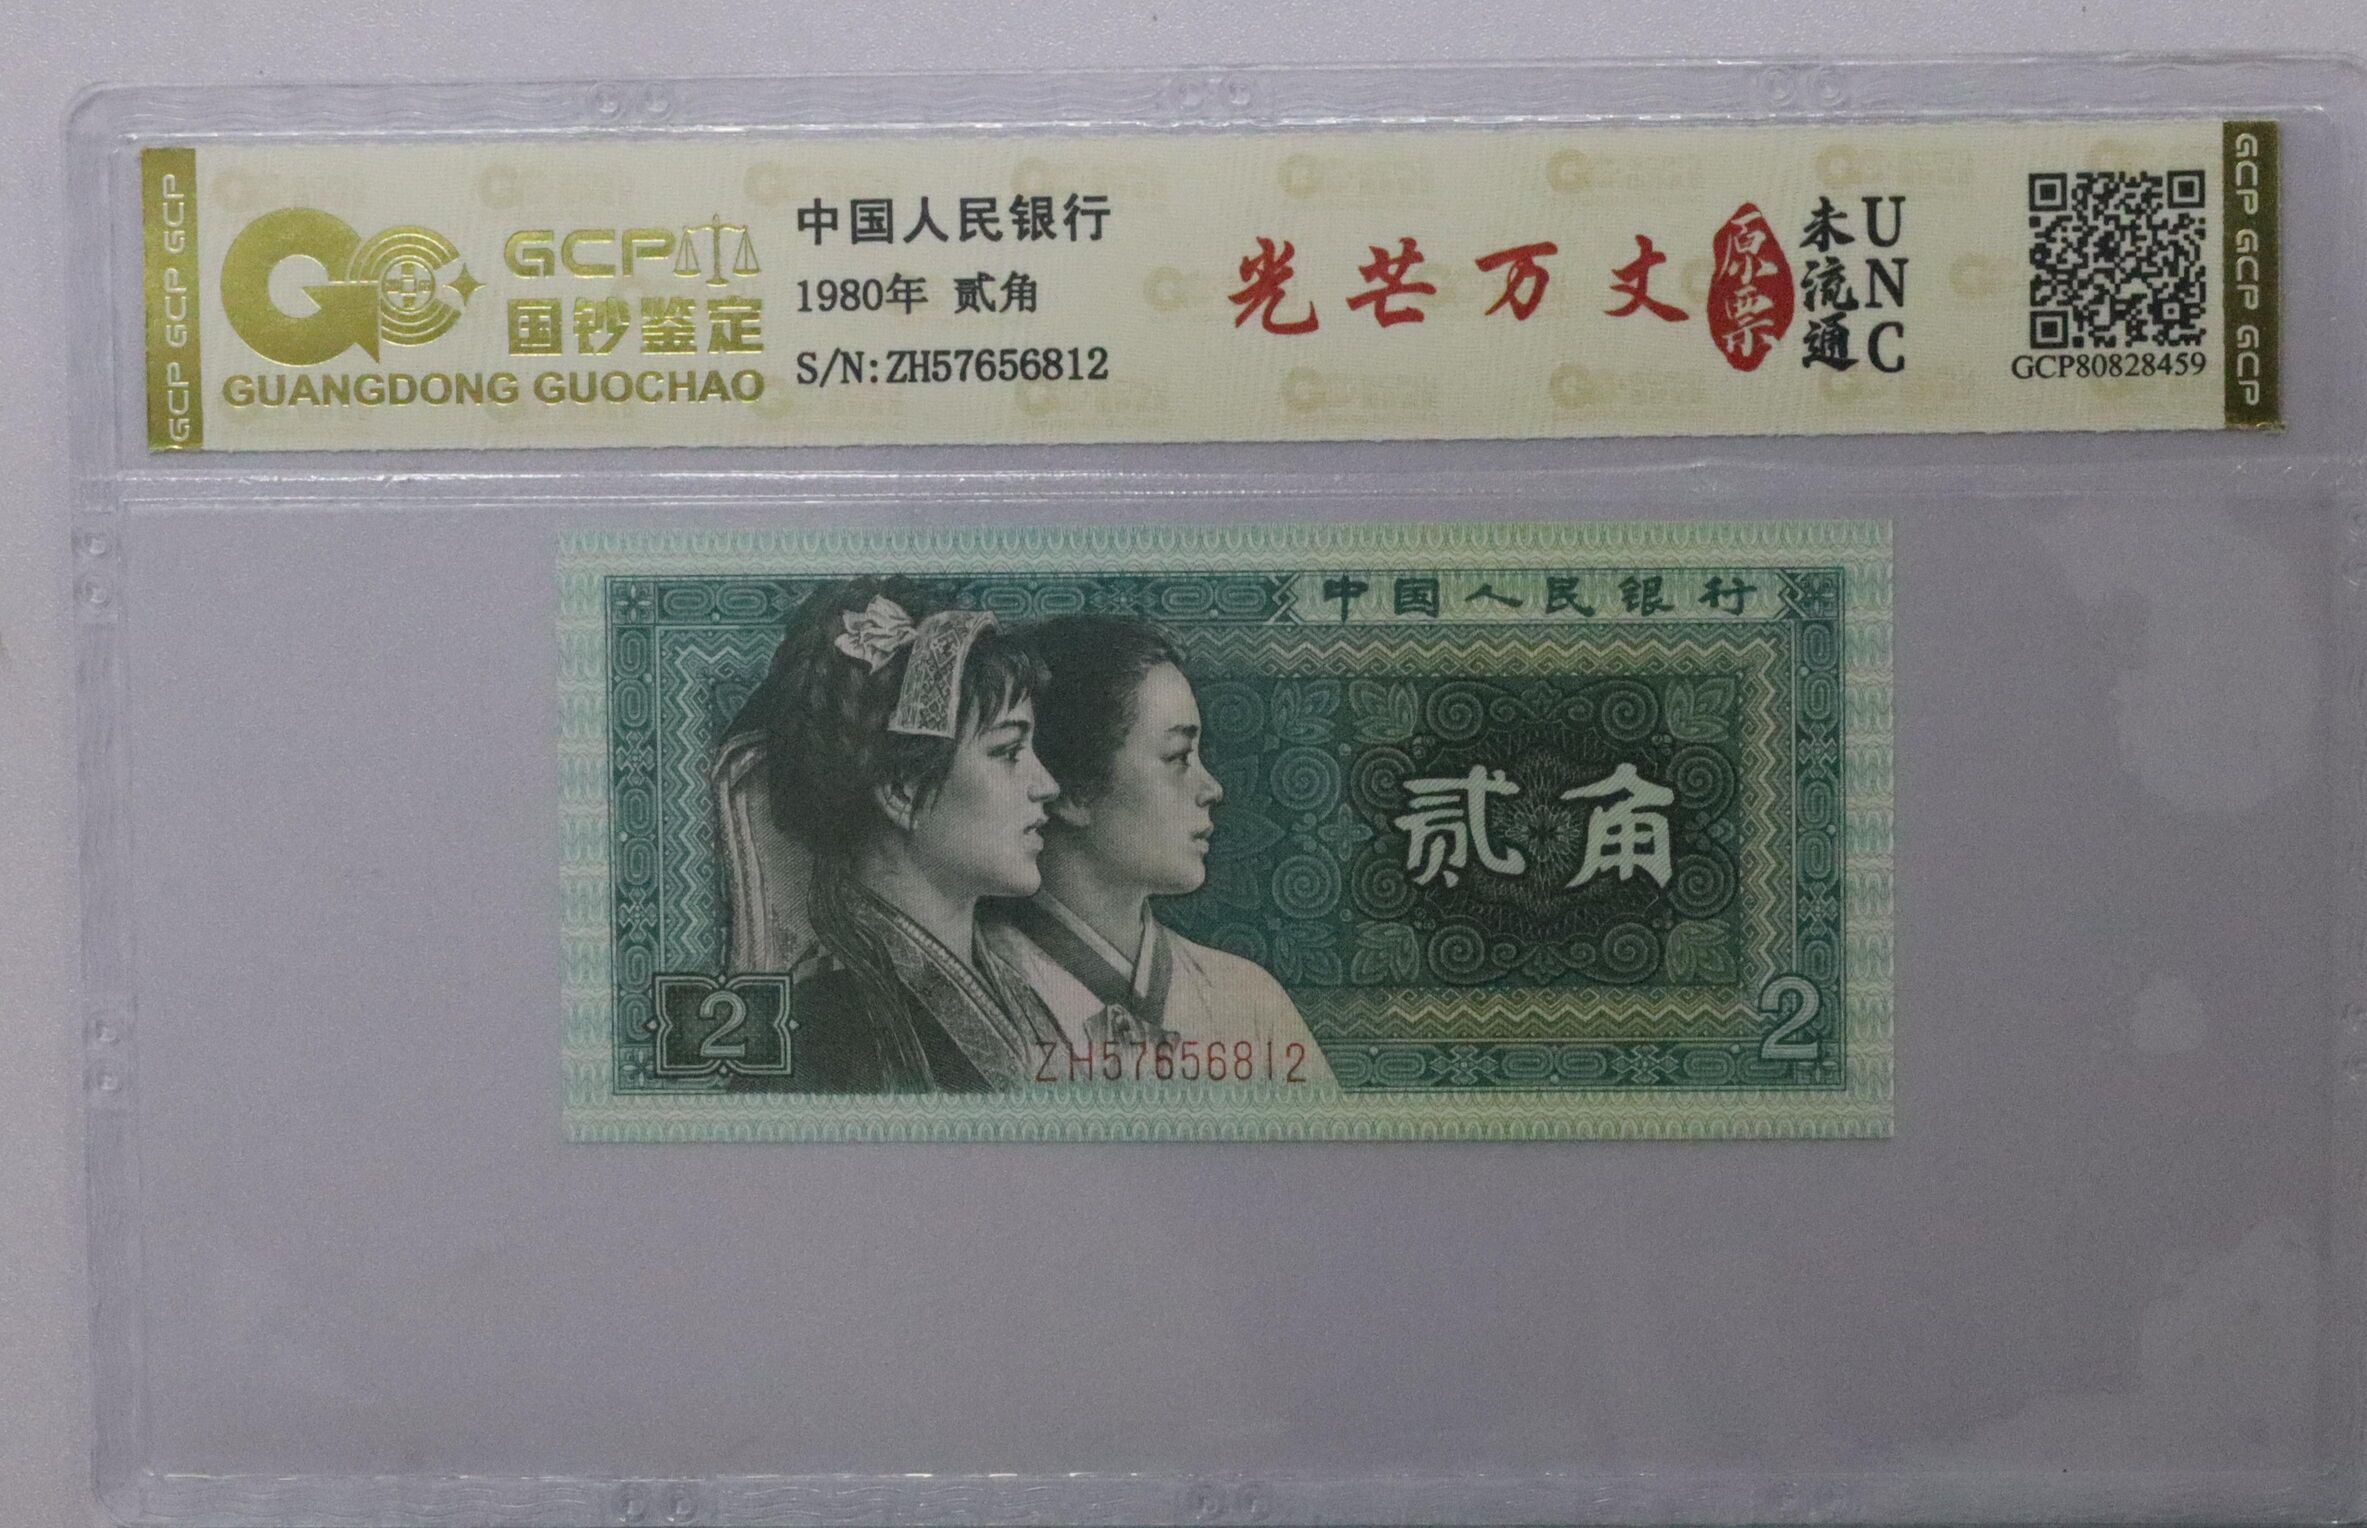 GCP GCP GCP GCP
GCP
国钞鉴定
GUANGDONG GUOCHAO
中国人民银行
1980年 贰角
S/N:ZH57656812
光芒万丈
原票
未流通
UNC
GCP80828459
GCP GCP GCP GCP
中国人民银行
贰角
2
ZH57656812
2